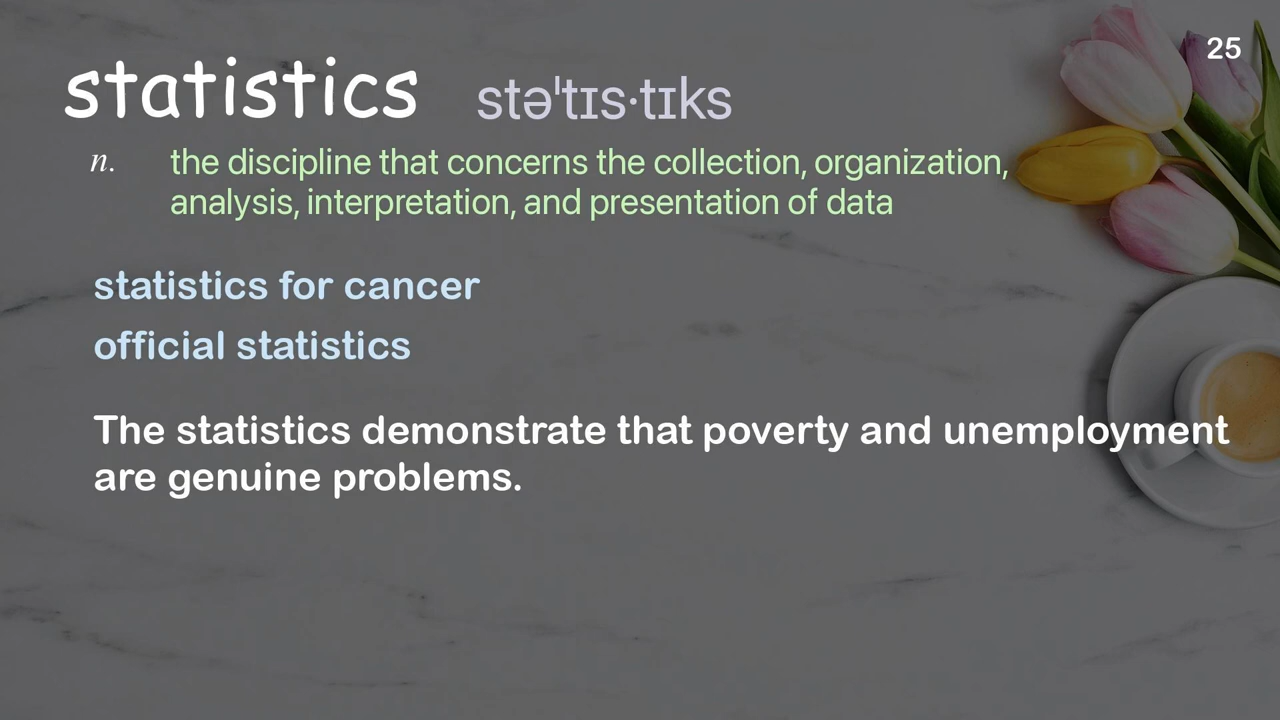 25
statistics stəˈtɪs·tɪks
n. the discipline that concerns the collection, organization,
analysis, interpretation, and presentation of data
statistics for cancer
official statistics
The statistics demonstrate that poverty and unemployment
are genuine problems.